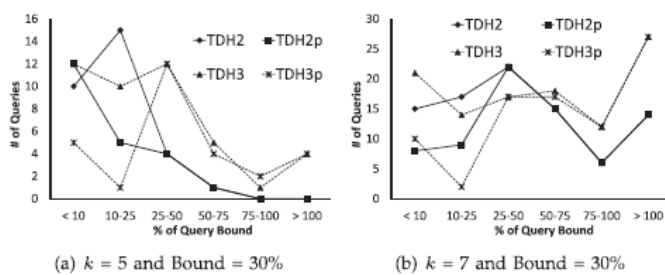 16
14
12
10
8
6
4
2
0
# of Queries
TDH2
TDH2p
TDH3
TDH3p
< 10
10-25
25-50
50-75
75-100
> 100
% of Query Bound
(a) k = 5 and Bound = 30%
30
25
20
15
10
5
0
# of Queries
TDH2
TDH2p
TDH3
TDH3p
< 10
10-25
25-50
50-75
75-100
> 100
% of Query Bound
(b) k = 7 and Bound = 30%